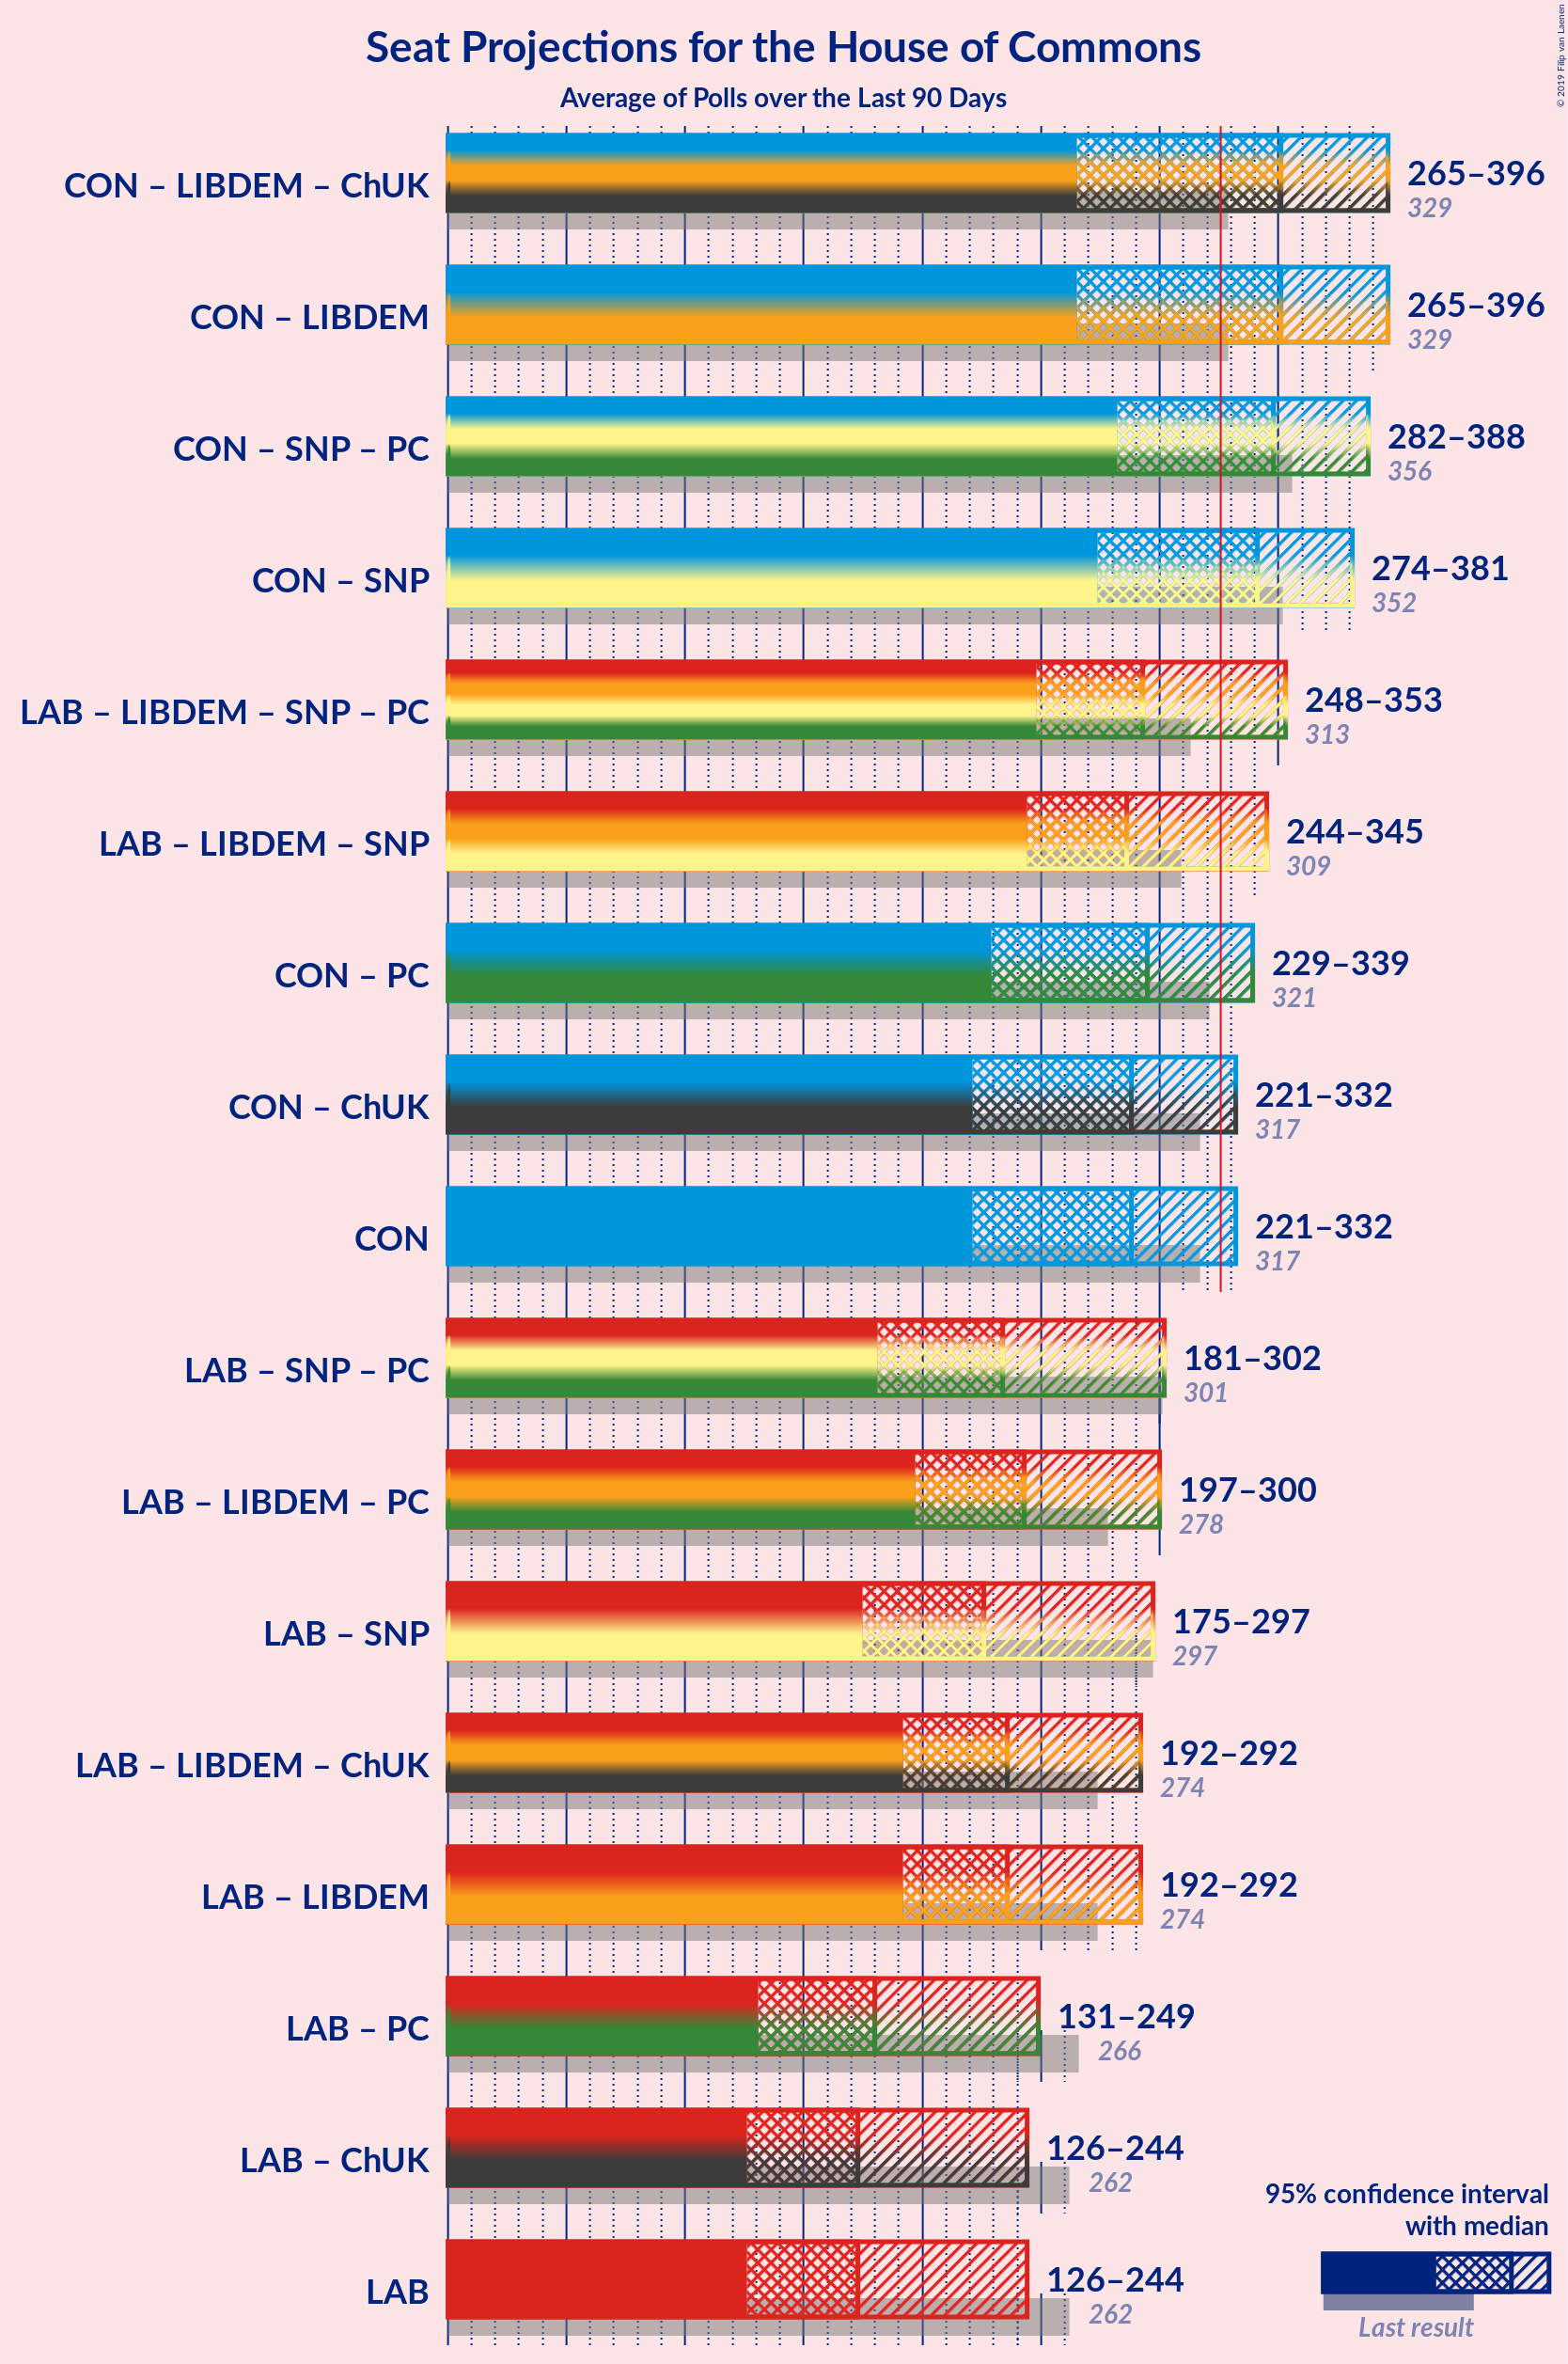 Seat Projections for the House of Commons
Average of Polls over the Last 90 Days
© 2019 Filip van Laenen
CON – LIBDEM – ChUK
265–396
329
CON – LIBDEM
265–396
329
CON – SNP – PC
282–388
356
CON – SNP
274–381
352
LAB – LIBDEM – SNP – PC
248–353
313
LAB – LIBDEM – SNP
244–345
309
CON – PC
229–339
321
CON – ChUK
221–332
317
CON
221–332
317
LAB – SNP – PC
181–302
301
LAB – LIBDEM – PC
197–300
278
LAB – SNP
175–297
297
LAB – LIBDEM – ChUK
192–292
274
LAB – LIBDEM
192–292
274
LAB – PC
131–249
266
LAB – ChUK
126–244
262
LAB
126–244
262
95% confidence interval
with median
Last result